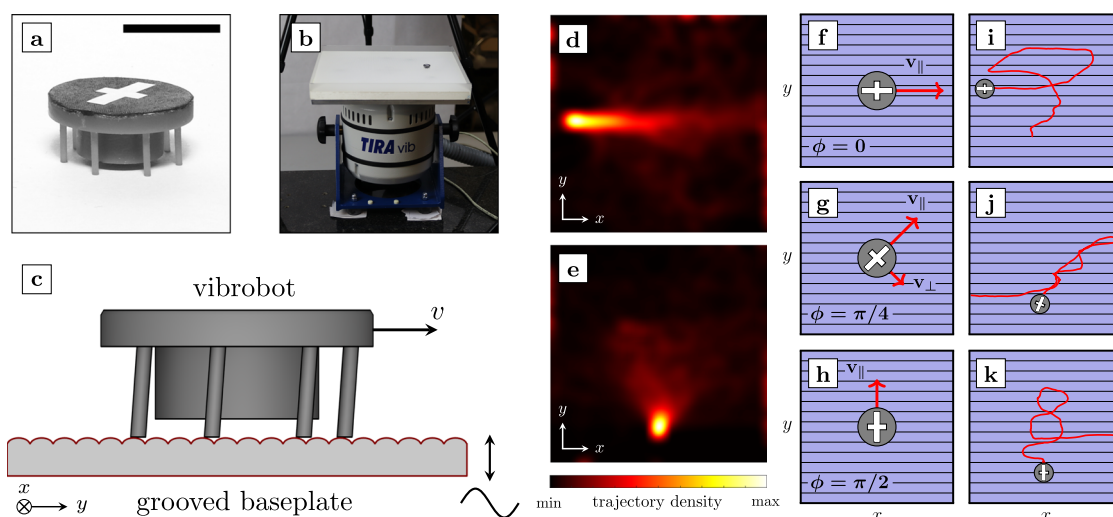 a
b
TIRA vib
c
vibrobot
v
x
y
grooved baseplate
d
y
x
e
y
x
min trajectory density max
f
v∥
y
ϕ = 0
i
g
v∥
y
v⊥
ϕ = π/4
j
h
v∥
y
ϕ = π/2
k
x
x